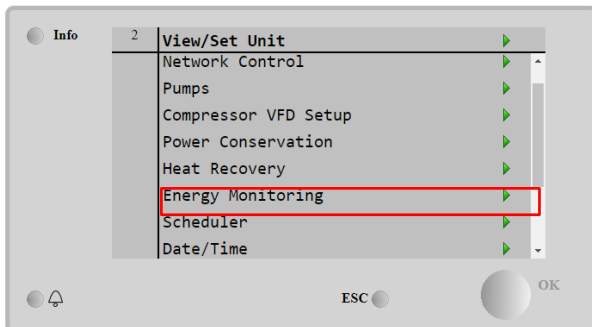 Info
2
View/Set Unit
Network Control
Pumps
Compressor VFD Setup
Power Conservation
Heat Recovery
Energy Monitoring
Scheduler
Date/Time
ESC
OK